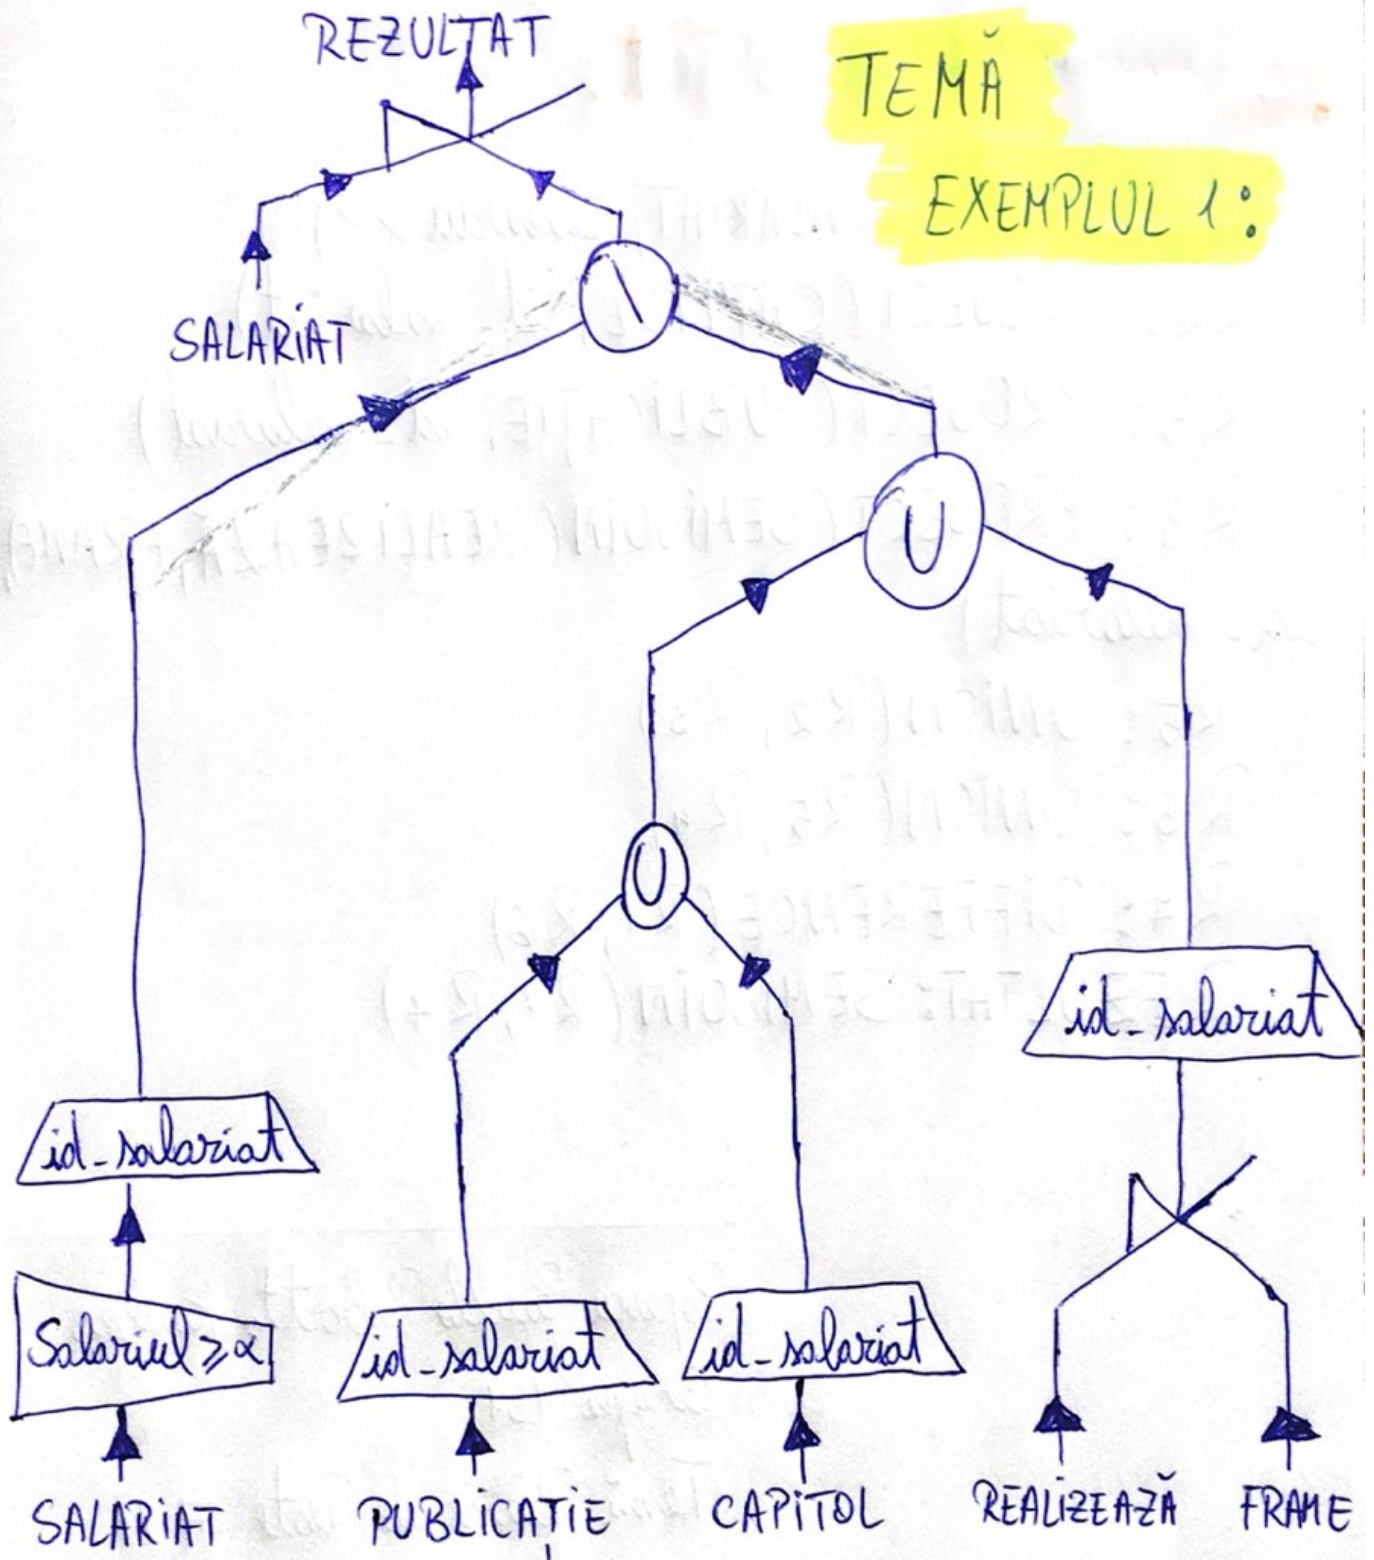 REZULTAT
TEMĂ
EXEMPLUL 1:
SALARIAT
\
U
U
id_salariat
id_salariat
Salariul ≥ α
id_salariat
id_salariat
SALARIAT
PUBLICAȚIE
CAPITOL
REALIZEAZĂ
FRAME